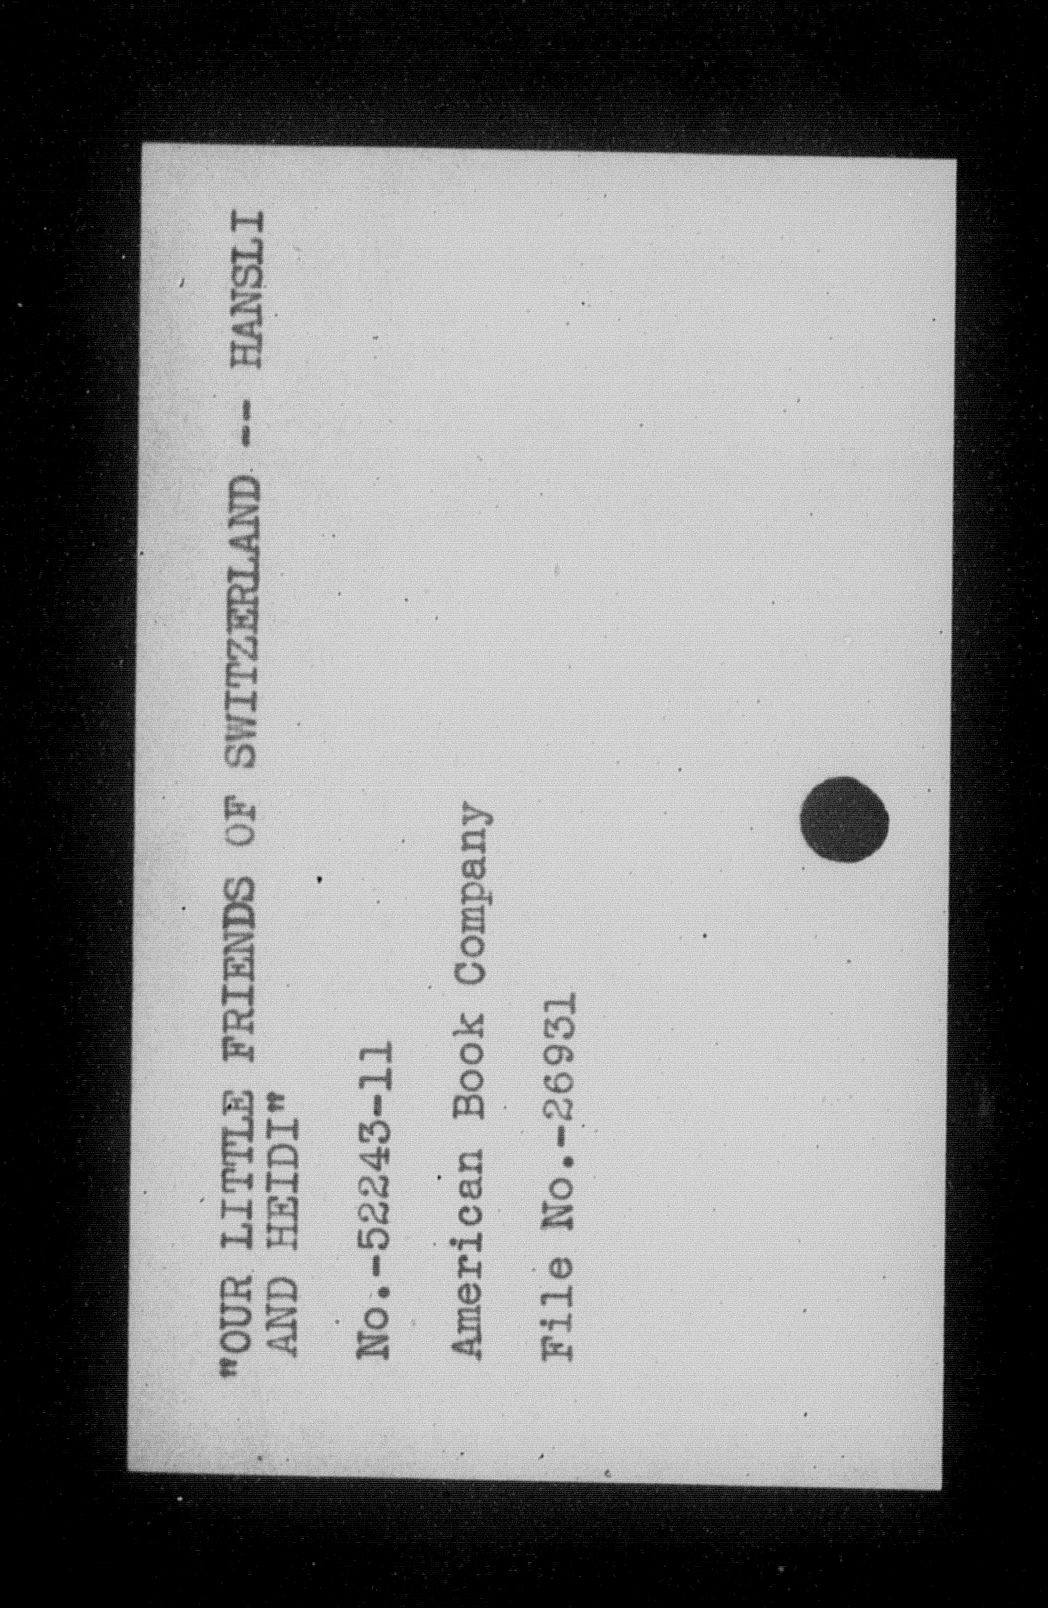 "OUR LITTLE FRIENDS OF SWITZERLAND -- HANSLI
AND HEIDI"
No.-52243-11
American Book Company
File No.-26931